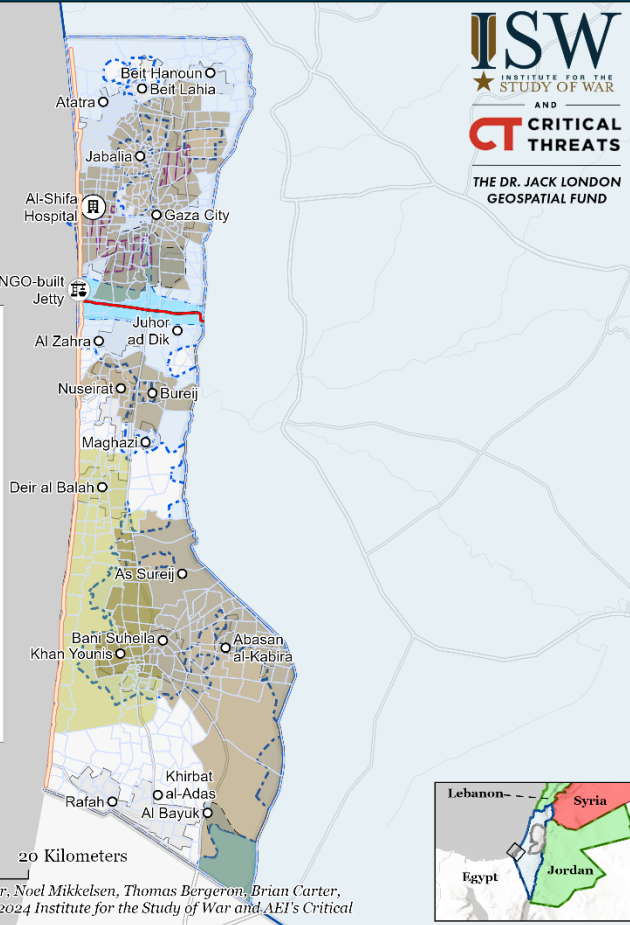 ISW
INSTITUTE FOR THE
STUDY OF WAR
AND
CT CRITICAL
THREATS
THE DR. JACK LONDON
GEOSPATIAL FUND
Beit Hanoun
Beit Lahia
Atatra
Jabalia
Al-Shifa
Hospital
Gaza City
NGO-built
Jetty
Juhor
ad Dik
Al Zahra
Nuseirat
Bureij
Maghazi
Deir al Balah
As Sureij
Bani Suheila
Khan Younis
Abasan
al-Kabira
Khirbat
al-Adas
Rafah
Al Bayuk
Lebanon
Syria
Egypt
Jordan
20 Kilometers
r, Noel Mikkelsen, Thomas Bergeron, Brian Carter,
2024 Institute for the Study of War and AEI's Critical